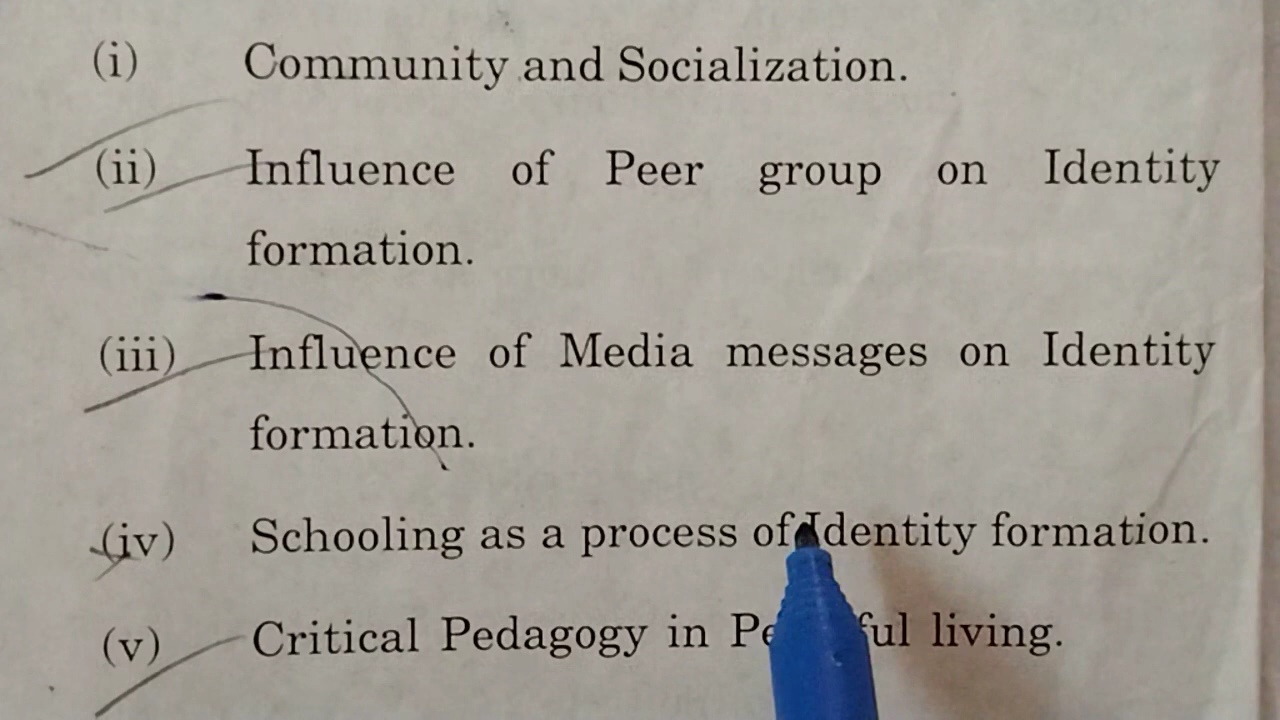 (i) Community and Socialization.
(ii) Influence of Peer group on Identity
formation.
(iii) Influence of Media messages on Identity
formation.
(iv) Schooling as a process of Identity formation.
(v) Critical Pedagogy in living.